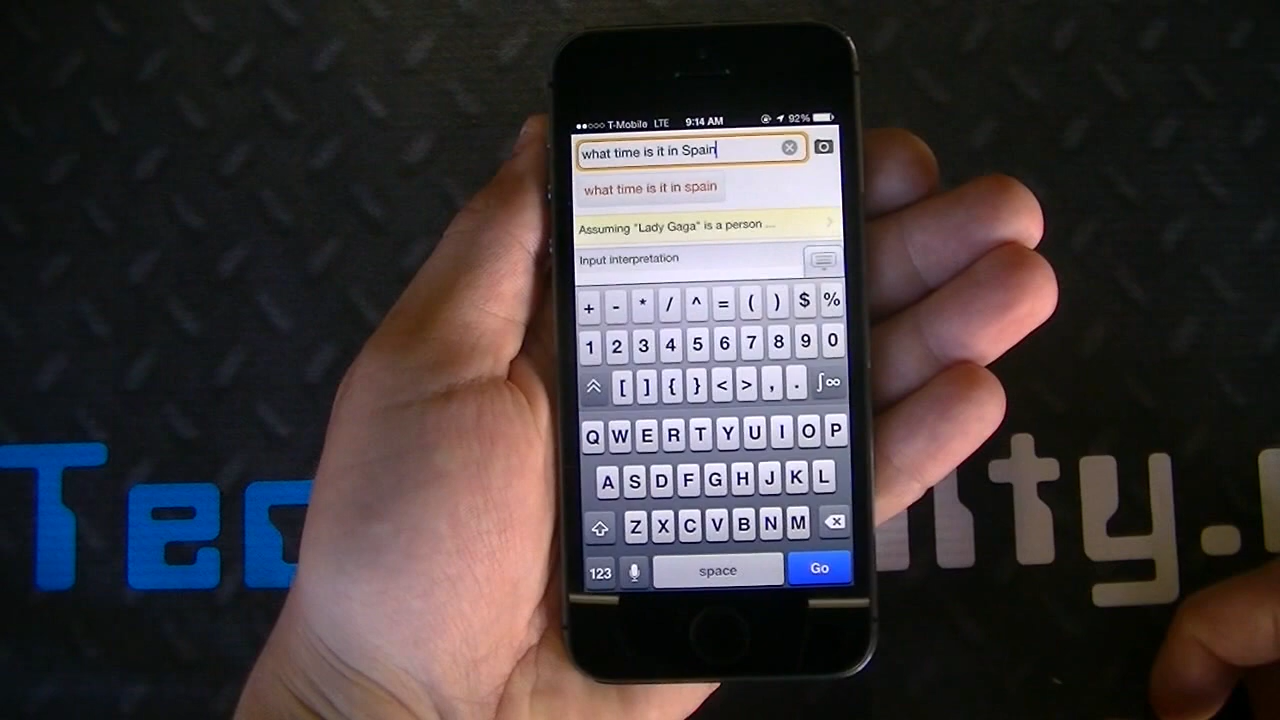 T-Mobile LTE 9:14 AM 92%
what time is it in Spain
what time is it in spain
Assuming "Lady Gaga" is a person ...
Input interpretation
+ - * / ^ = ( ) $ %
1 2 3 4 5 6 7 8 9 0
[ ] { } < > , . ∫∞
Q W E R T Y U I O P
A S D F G H J K L
Z X C V B N M
123 space Go